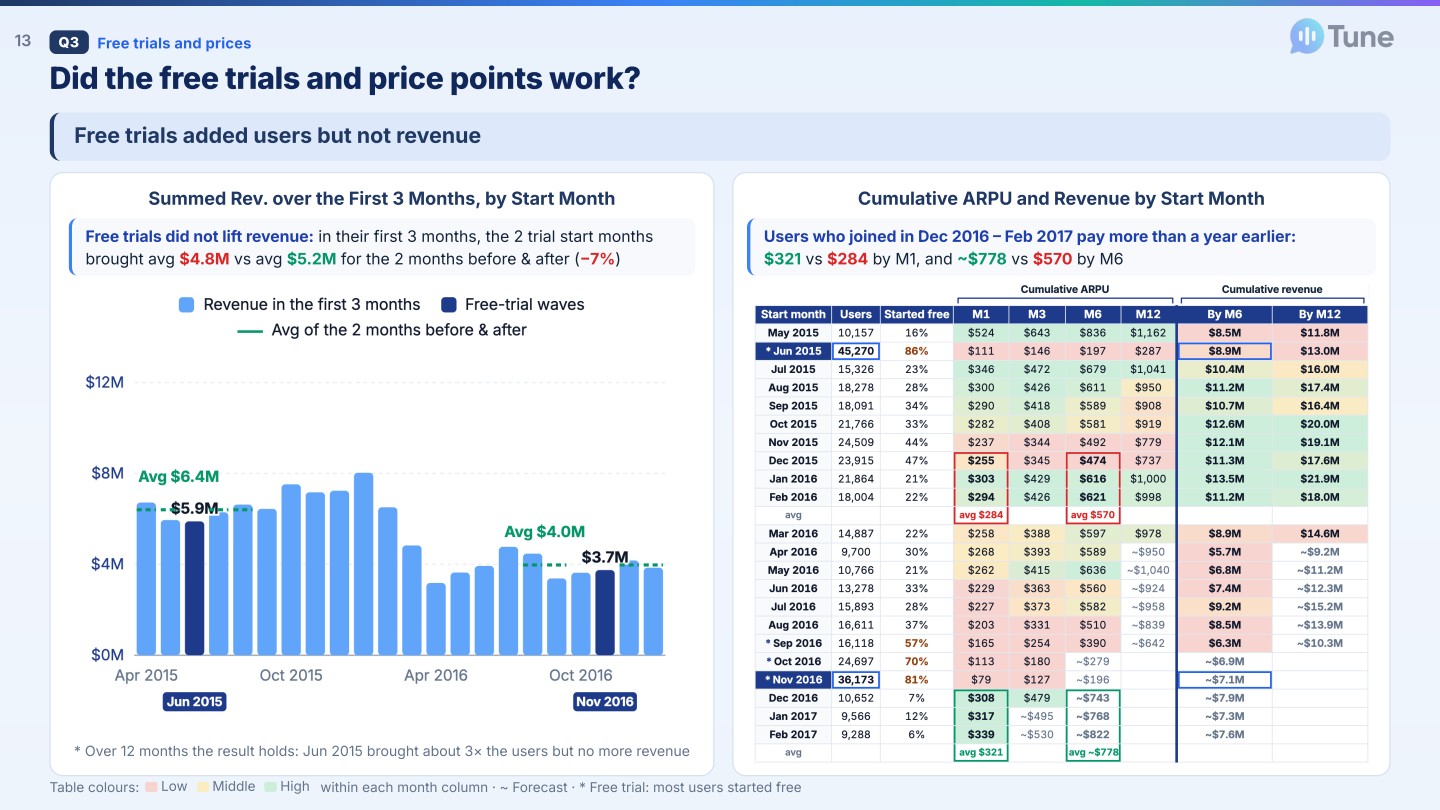 13 Q3 Free trials and prices
Tune
Did the free trials and price points work?
Free trials added users but not revenue
Summed Rev. over the First 3 Months, by Start Month
Free trials did not lift revenue: in their first 3 months, the 2 trial start months
brought avg $4.8M vs avg $5.2M for the 2 months before & after (−7%)
Revenue in the first 3 months Free-trial waves
Avg of the 2 months before & after
$12M
$8M
$4M
$0M
Avg $6.4M
$5.9M
Avg $4.0M
$3.7M
Apr 2015 Oct 2015 Apr 2016 Oct 2016
Jun 2015 Nov 2016
* Over 12 months the result holds: Jun 2015 brought about 3× the users but no more revenue
Cumulative ARPU and Revenue by Start Month
Users who joined in Dec 2016 – Feb 2017 pay more than a year earlier:
$321 vs $284 by M1, and ~$778 vs $570 by M6
Cumulative ARPU Cumulative revenue
Start month Users Started free M1 M3 M6 M12 By M6 By M12
May 2015 10,157 16% $524 $643 $836 $1,162 $8.5M $11.8M
* Jun 2015 45,270 86% $111 $146 $197 $287 $8.9M $13.0M
Jul 2015 15,326 23% $346 $472 $679 $1,041 $10.4M $16.0M
Aug 2015 18,278 28% $300 $426 $611 $950 $11.2M $17.4M
Sep 2015 18,091 34% $290 $418 $589 $908 $10.7M $16.4M
Oct 2015 21,766 33% $282 $408 $581 $919 $12.6M $20.0M
Nov 2015 24,509 44% $237 $344 $492 $779 $12.1M $19.1M
Dec 2015 23,915 47% $255 $345 $474 $737 $11.3M $17.6M
Jan 2016 21,864 21% $303 $429 $616 $1,000 $13.5M $21.9M
Feb 2016 18,004 22% $294 $426 $621 $998 $11.2M $18.0M
avg avg $284 avg $570
Mar 2016 14,887 22% $258 $388 $597 $978 $8.9M $14.6M
Apr 2016 9,700 30% $268 $393 $589 ~$950 $5.7M ~$9.2M
May 2016 10,766 21% $262 $415 $636 ~$1,040 $6.8M ~$11.2M
Jun 2016 13,278 33% $229 $363 $560 ~$924 $7.4M ~$12.3M
Jul 2016 15,893 28% $227 $373 $582 ~$958 $9.2M ~$15.2M
Aug 2016 16,611 37% $203 $331 $510 ~$839 $8.5M ~$13.9M
* Sep 2016 16,118 57% $165 $254 $390 ~$642 $6.3M ~$10.3M
* Oct 2016 24,697 70% $113 $180 ~$279 ~$6.9M
* Nov 2016 36,173 81% $79 $127 ~$196 ~$7.1M
Dec 2016 10,652 7% $308 $479 ~$743 ~$7.9M
Jan 2017 9,566 12% $317 ~$495 ~$768 ~$7.3M
Feb 2017 9,288 6% $339 ~$530 ~$822 ~$7.6M
avg avg $321 avg ~$778
Table colours: Low Middle High within each month column · ~ Forecast · * Free trial: most users started free